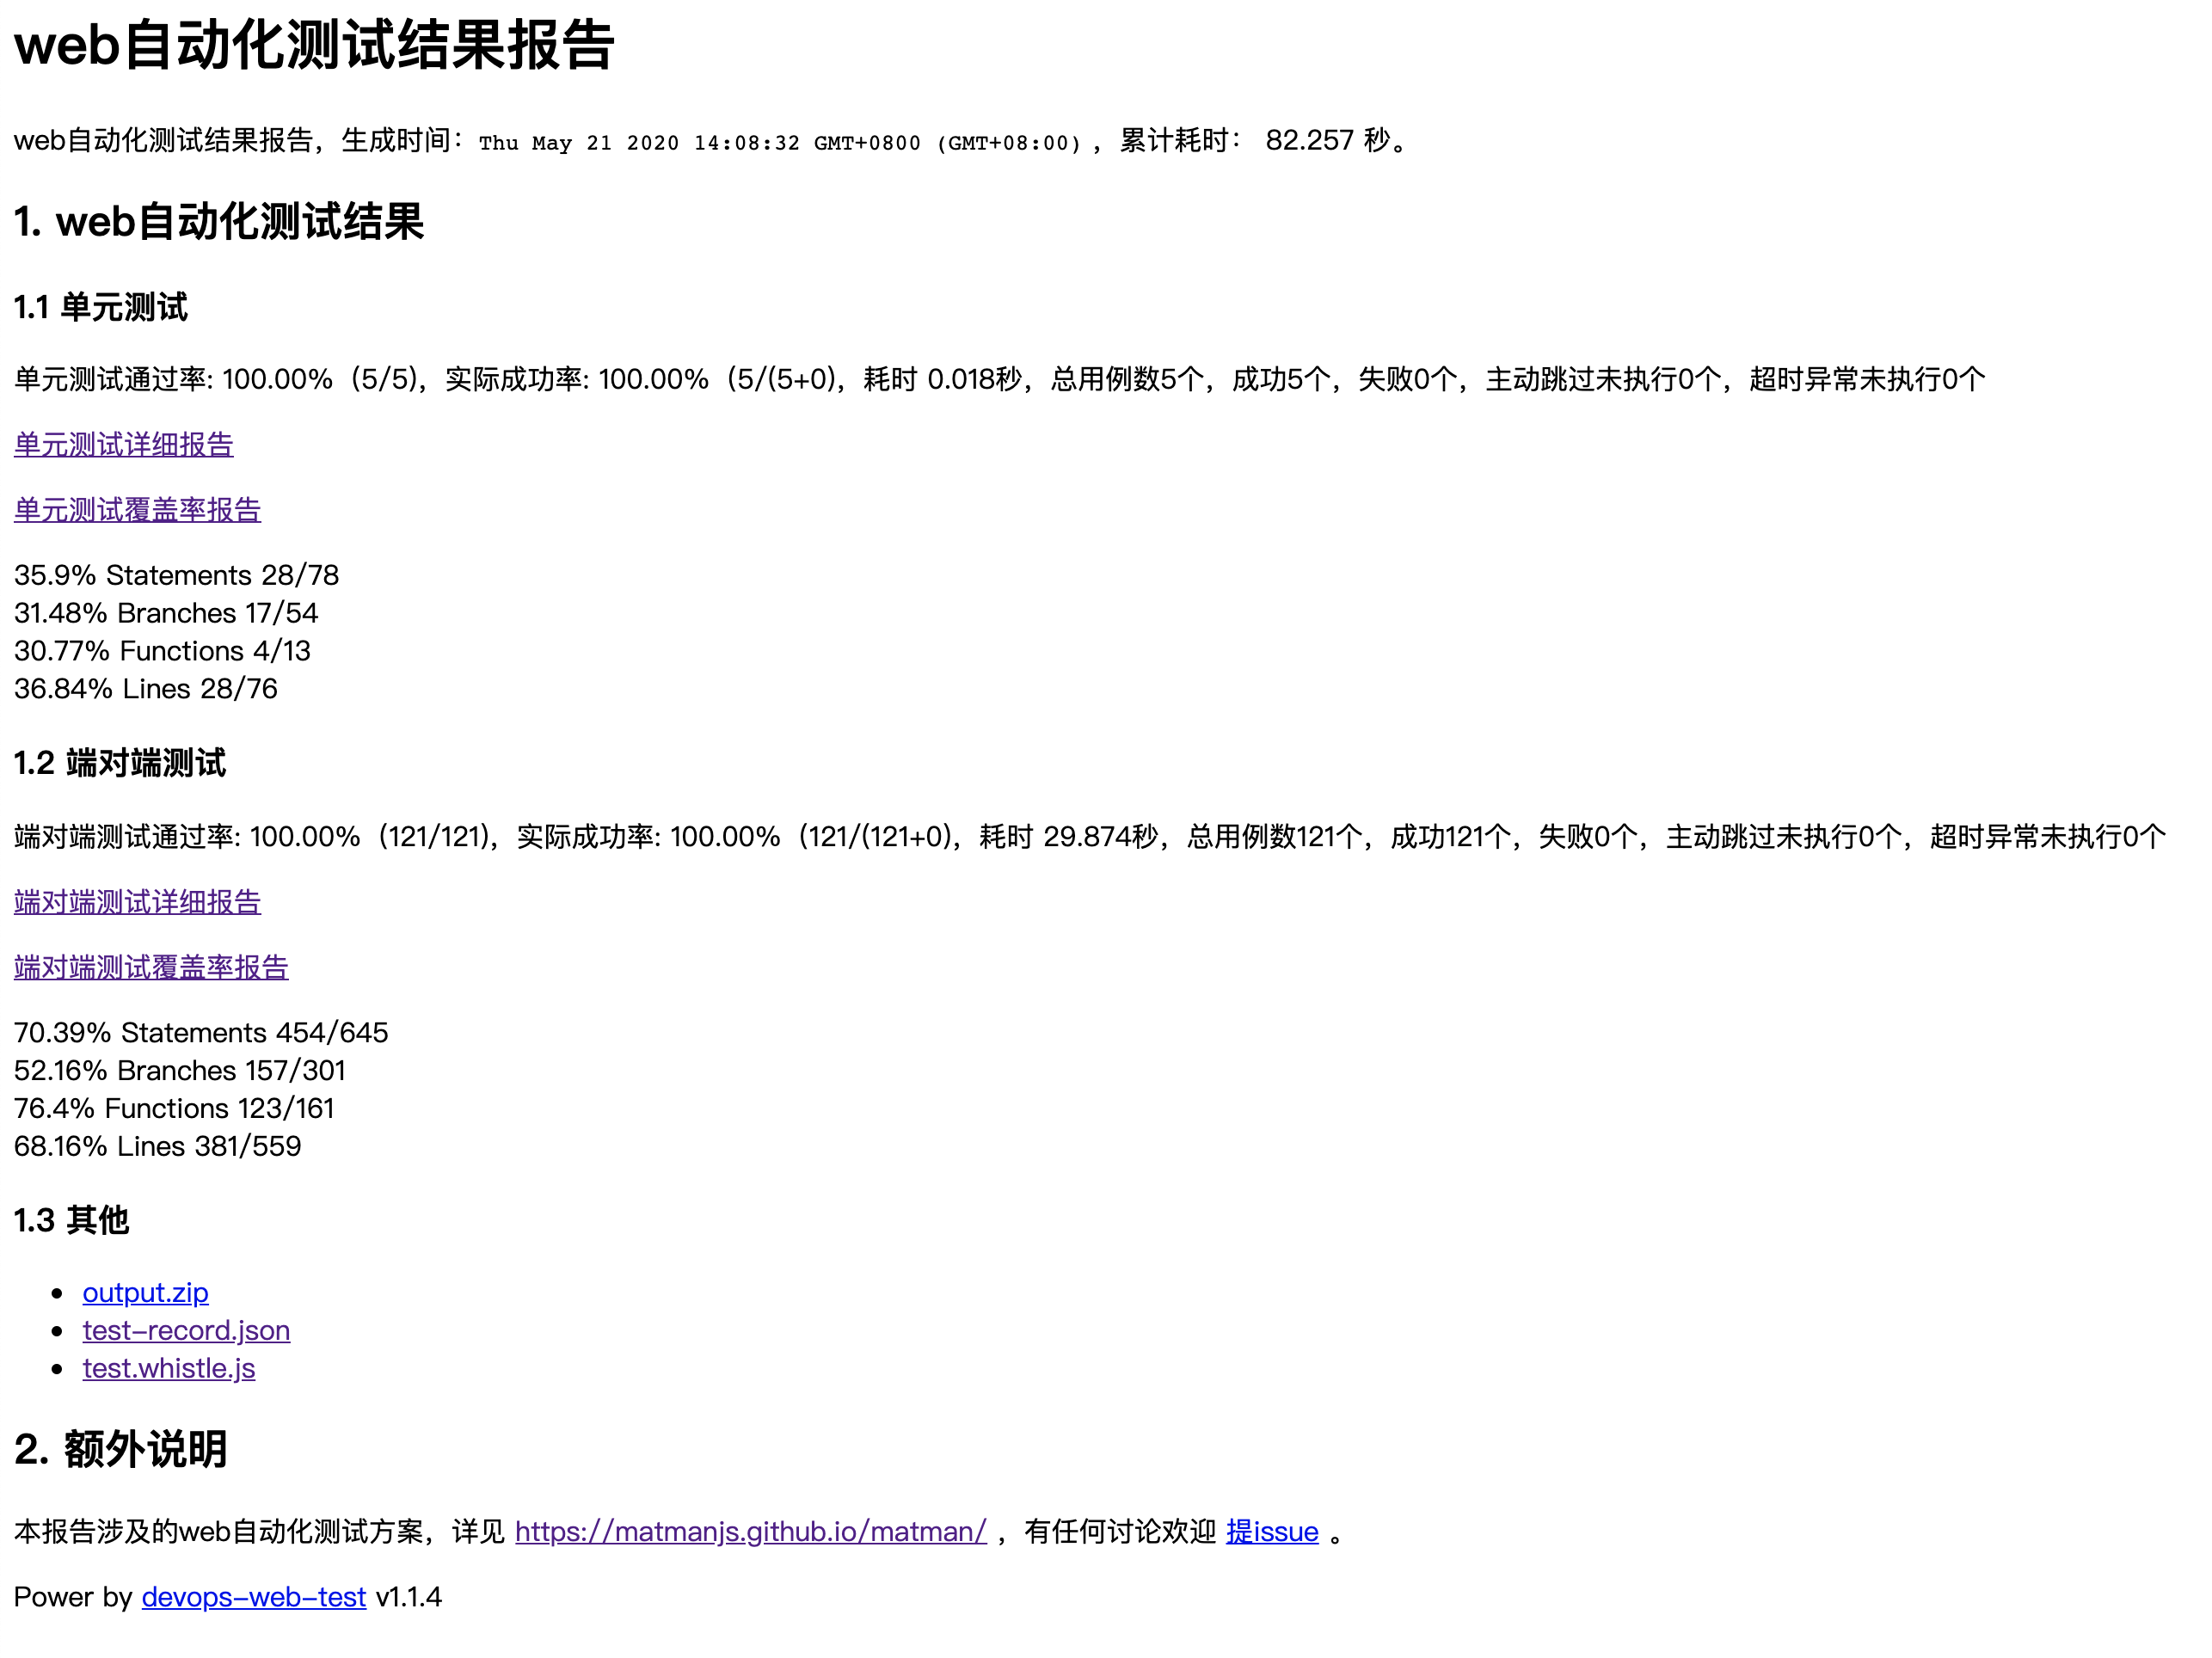 web自动化测试结果报告
web自动化测试结果报告，生成时间：Thu May 21 2020 14:08:32 GMT+0800 (GMT+08:00) ，累计耗时： 82.257 秒。
1. web自动化测试结果
1.1 单元测试
单元测试通过率: 100.00%（5/5)，实际成功率: 100.00%（5/(5+0)，耗时 0.018秒，总用例数5个，成功5个，失败0个，主动跳过未执行0个，超时异常未执行0个
单元测试详细报告
单元测试覆盖率报告
35.9% Statements 28/78
31.48% Branches 17/54
30.77% Functions 4/13
36.84% Lines 28/76
1.2 端对端测试
端对端测试通过率: 100.00%（121/121)，实际成功率: 100.00%（121/(121+0)，耗时 29.874秒，总用例数121个，成功121个，失败0个，主动跳过未执行0个，超时异常未执行0个
端对端测试详细报告
端对端测试覆盖率报告
70.39% Statements 454/645
52.16% Branches 157/301
76.4% Functions 123/161
68.16% Lines 381/559
1.3 其他
• output.zip
• test-record.json
• test.whistle.js
2. 额外说明
本报告涉及的web自动化测试方案，详见 https://matmanjs.github.io/matman/ ，有任何讨论欢迎 提issue 。
Power by devops-web-test v1.1.4